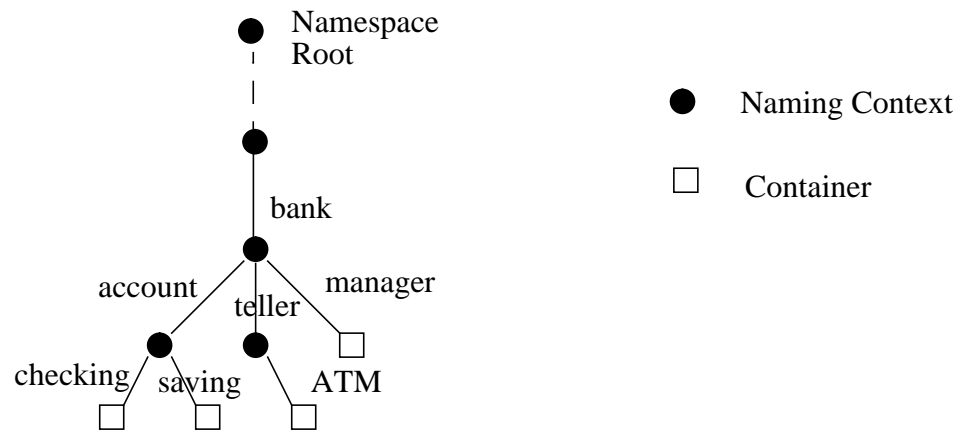 Namespace
Root
Naming Context
Container
bank
account
teller
manager
checking
saving
ATM